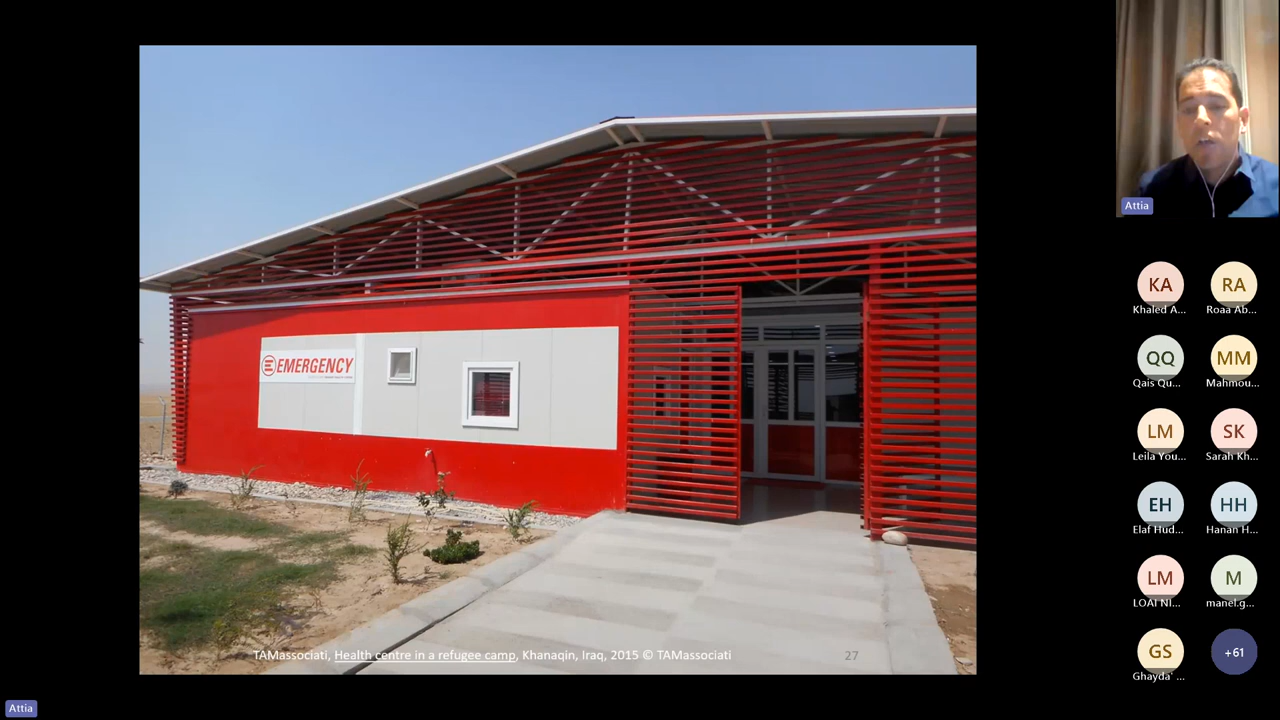 EMERGENCY
TAMassociati, Health centre in a refugee camp, Khanaqin, Iraq, 2015 © TAMassociati
27
Attia
KA
Khaled A...
RA
Roaa Ab...
QQ
Qais Qu...
MM
Mahmou...
LM
Leila You...
SK
Sarah Kh...
EH
Elaf Hud...
HH
Hanan H...
LM
LOAI NI...
M
manel.g...
GS
Ghayda' ...
+61
Attia